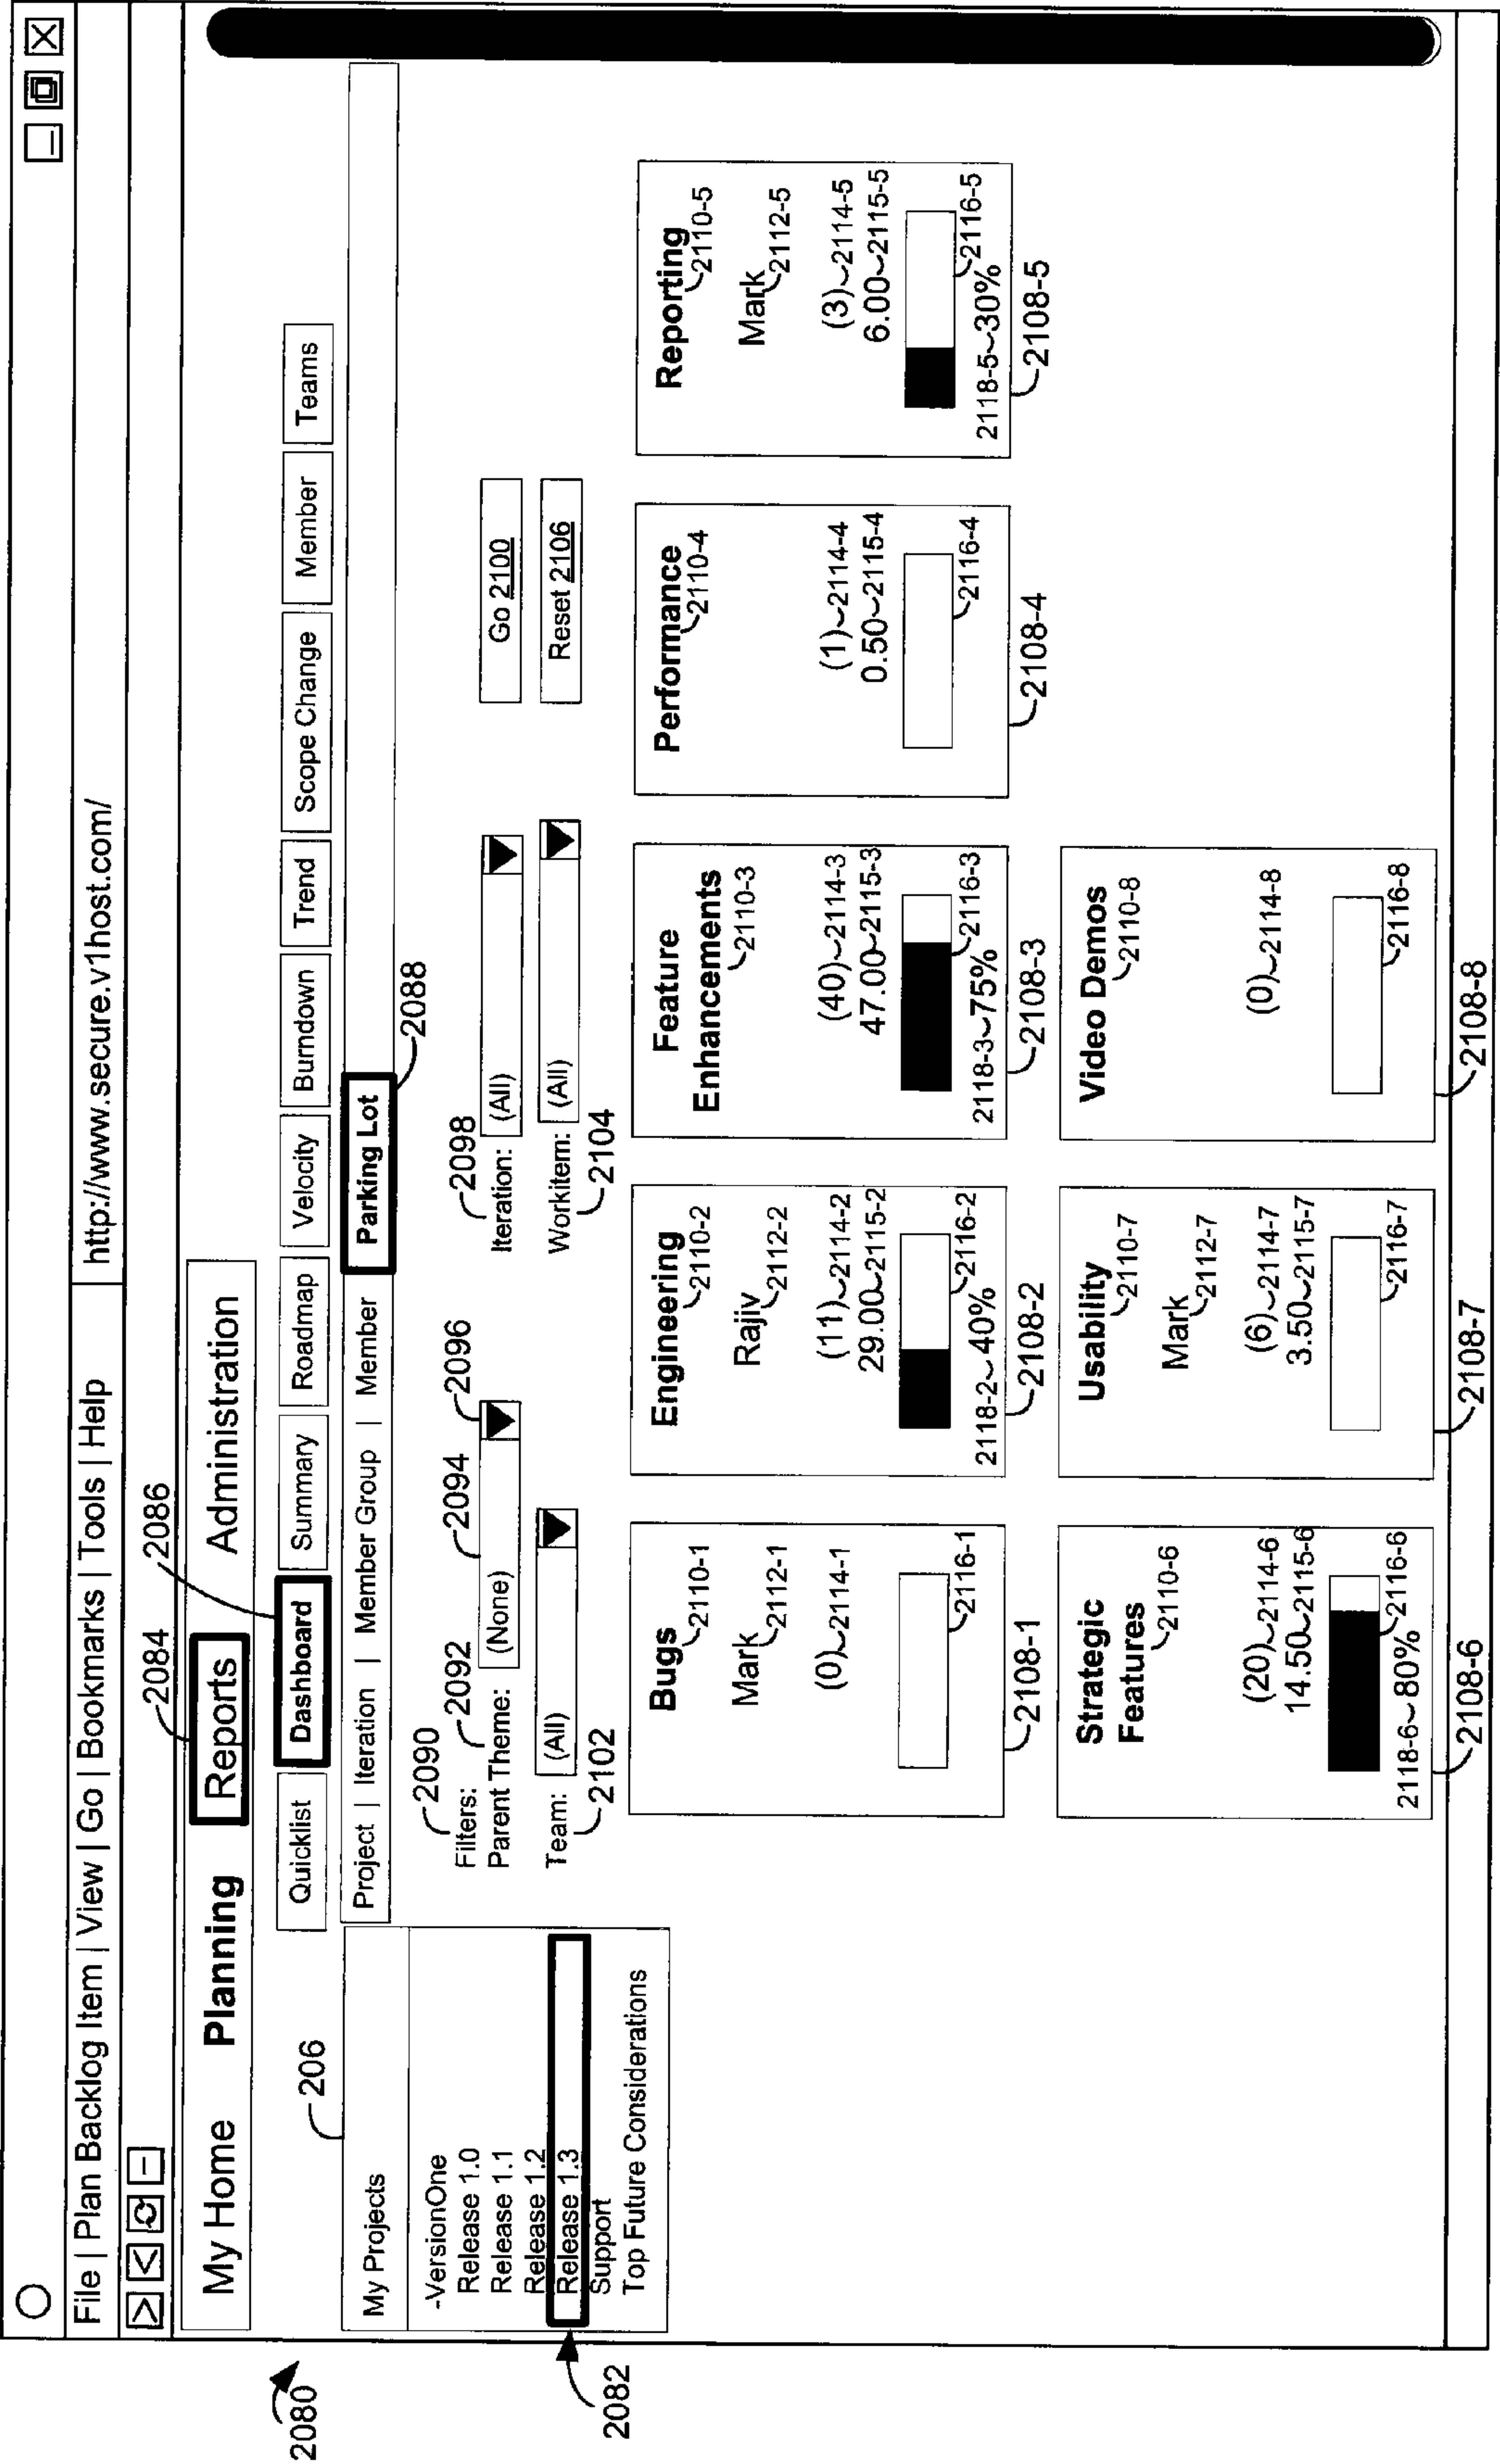 http://www.secure.v1host.com/
File | Plan Backlog Item | View | Go | Bookmarks | Tools | Help
2084
2086
My Home Planning Reports Administration
2080
206
Quicklist Dashboard Summary Roadmap Velocity Burndown Trend Scope Change Member Teams
My Projects
Project | Iteration | Member Group | Member Parking Lot
2088
-VersionOne
Release 1.0
Release 1.1
Release 1.2
Release 1.3
Support
Top Future Considerations
2082
2090
Filters: 2092 2094 2096 2098
Parent Theme: (None) Iteration: (All) Go 2100
Team: (All) Workitem: (All) Reset 2106
2102 2104
Bugs
2110-1
Mark
2112-1
(0) 2114-1
2116-1
2108-1
Engineering
2110-2
Rajiv
2112-2
(11) 2114-2
29.00 2115-2
2116-2
2118-2 40%
2108-2
Feature
Enhancements
2110-3
(40) 2114-3
47.00 2115-3
2116-3
2118-3 75%
2108-3
Performance
2110-4
(1) 2114-4
0.50 2115-4
2116-4
2108-4
Reporting
2110-5
Mark
2112-5
(3) 2114-5
6.00 2115-5
2116-5
2118-5 30%
2108-5
Strategic
Features
2110-6
(20) 2114-6
14.50 2115-6
2116-6
2118-6 80%
2108-6
Usability
2110-7
Mark
2112-7
(6) 2114-7
3.50 2115-7
2116-7
2108-7
Video Demos
2110-8
(0) 2114-8
2116-8
2108-8